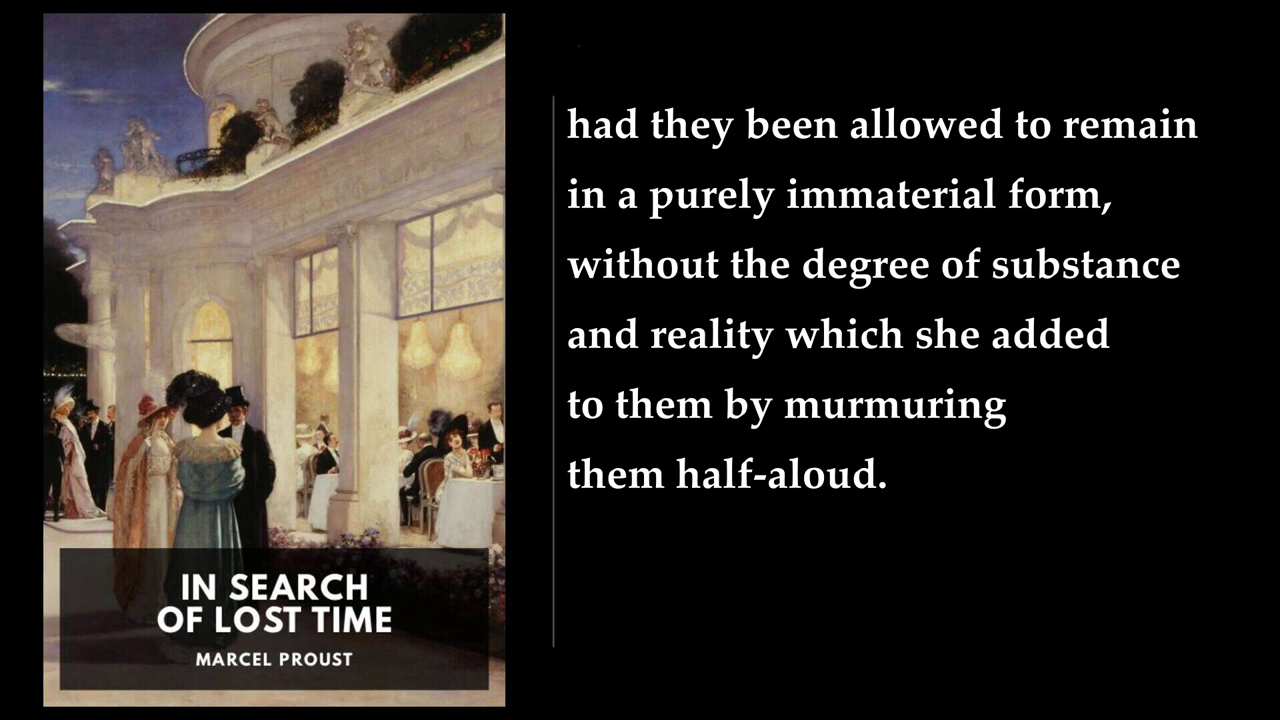 had they been allowed to remain
in a purely immaterial form,
without the degree of substance
and reality which she added
to them by murmuring
them half-aloud.
IN SEARCH
OF LOST TIME
MARCEL PROUST